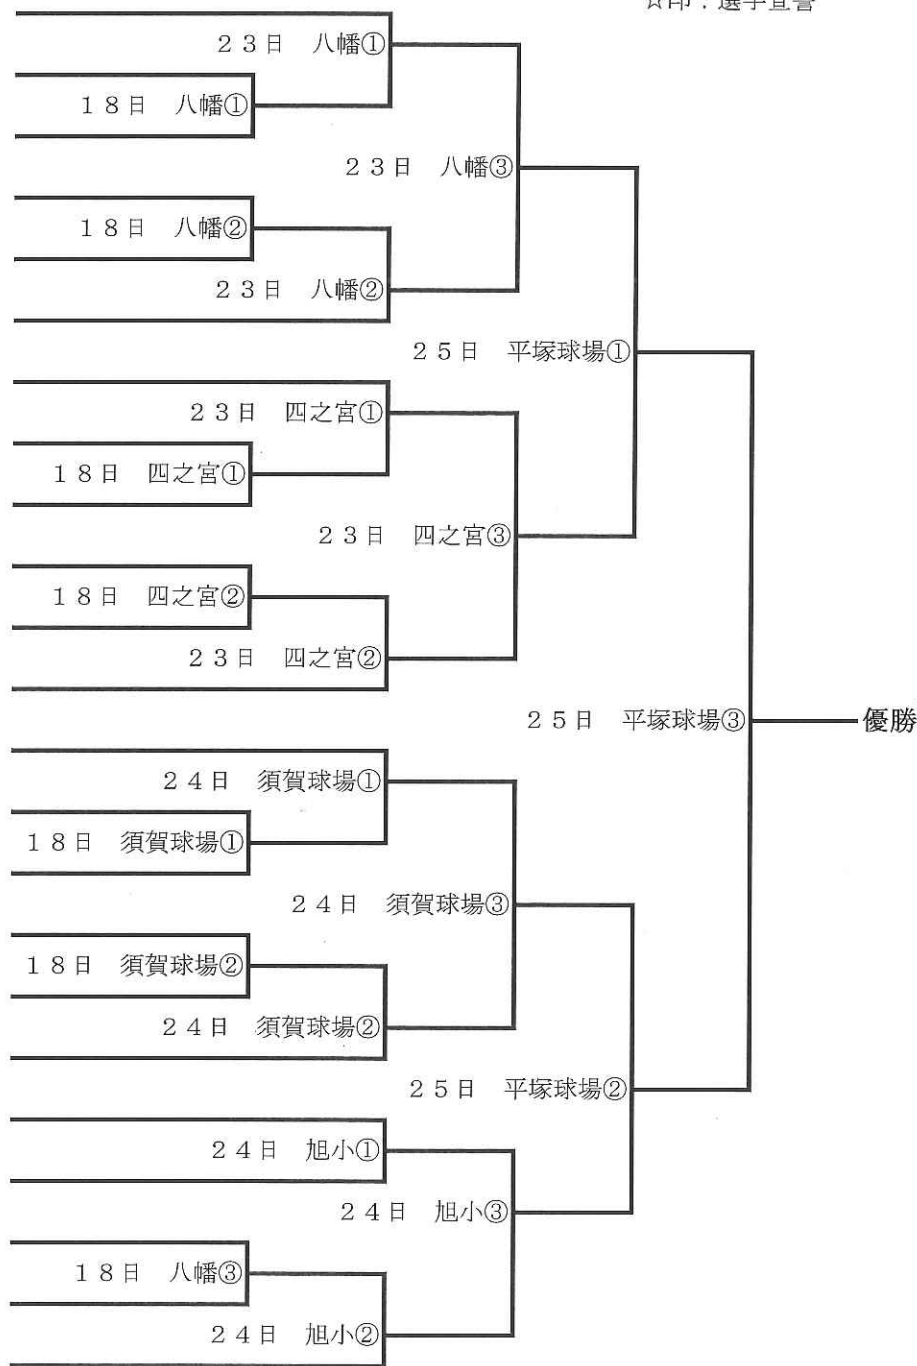 ☆印：選手宣誓
２３日　八幡①
１８日　八幡①
２３日　八幡③
１８日　八幡②
２３日　八幡②
２５日　平塚球場①
２３日　四之宮①
１８日　四之宮①
２３日　四之宮③
１８日　四之宮②
２３日　四之宮②
２５日　平塚球場③　優勝
２４日　須賀球場①
１８日　須賀球場①
２４日　須賀球場③
１８日　須賀球場②
２４日　須賀球場②
２５日　平塚球場②
２４日　旭小①
２４日　旭小③
１８日　八幡③
２４日　旭小②